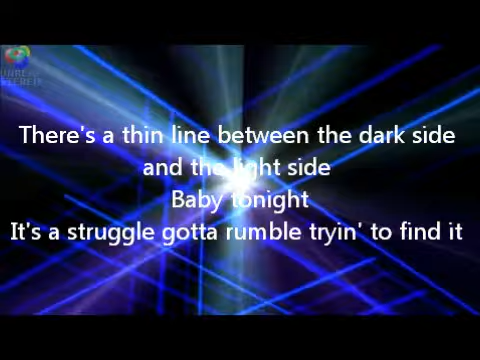 There's a thin line between the dark side
and the light side
Baby tonight
It's a struggle gotta rumble tryin' to find it